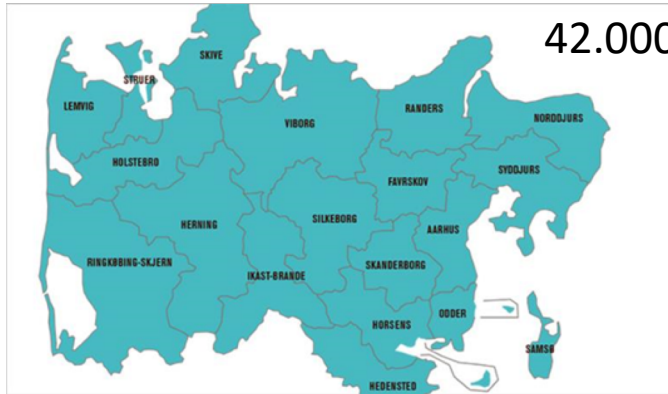 42.000
SKIVE
STRUER
LEMVIG
RANDERS
NORDDJURS
VIBORG
HOLSTEBRO
SYDDJURS
FAVRSKOV
HERNING
SILKEBORG
AARHUS
RINGKØBING-SKJERN
SKANDERBORG
IKAST-BRANDE
ODDER
HORSENS
SAMSØ
HEDENSTED